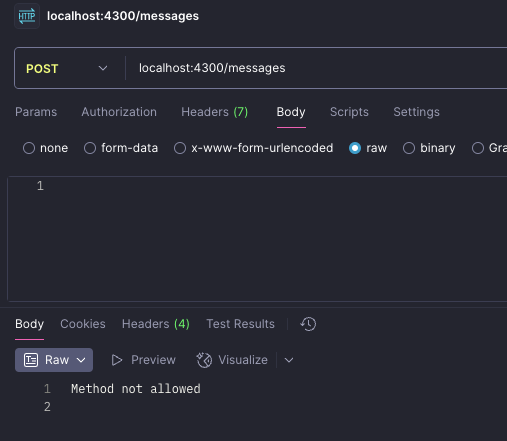 HTTP localhost:4300/messages
POST localhost:4300/messages
Params Authorization Headers (7) Body Scripts Settings
none form-data x-www-form-urlencoded raw binary Gra
1
Body Cookies Headers (4) Test Results
Raw Preview Visualize
1 Method not allowed
2